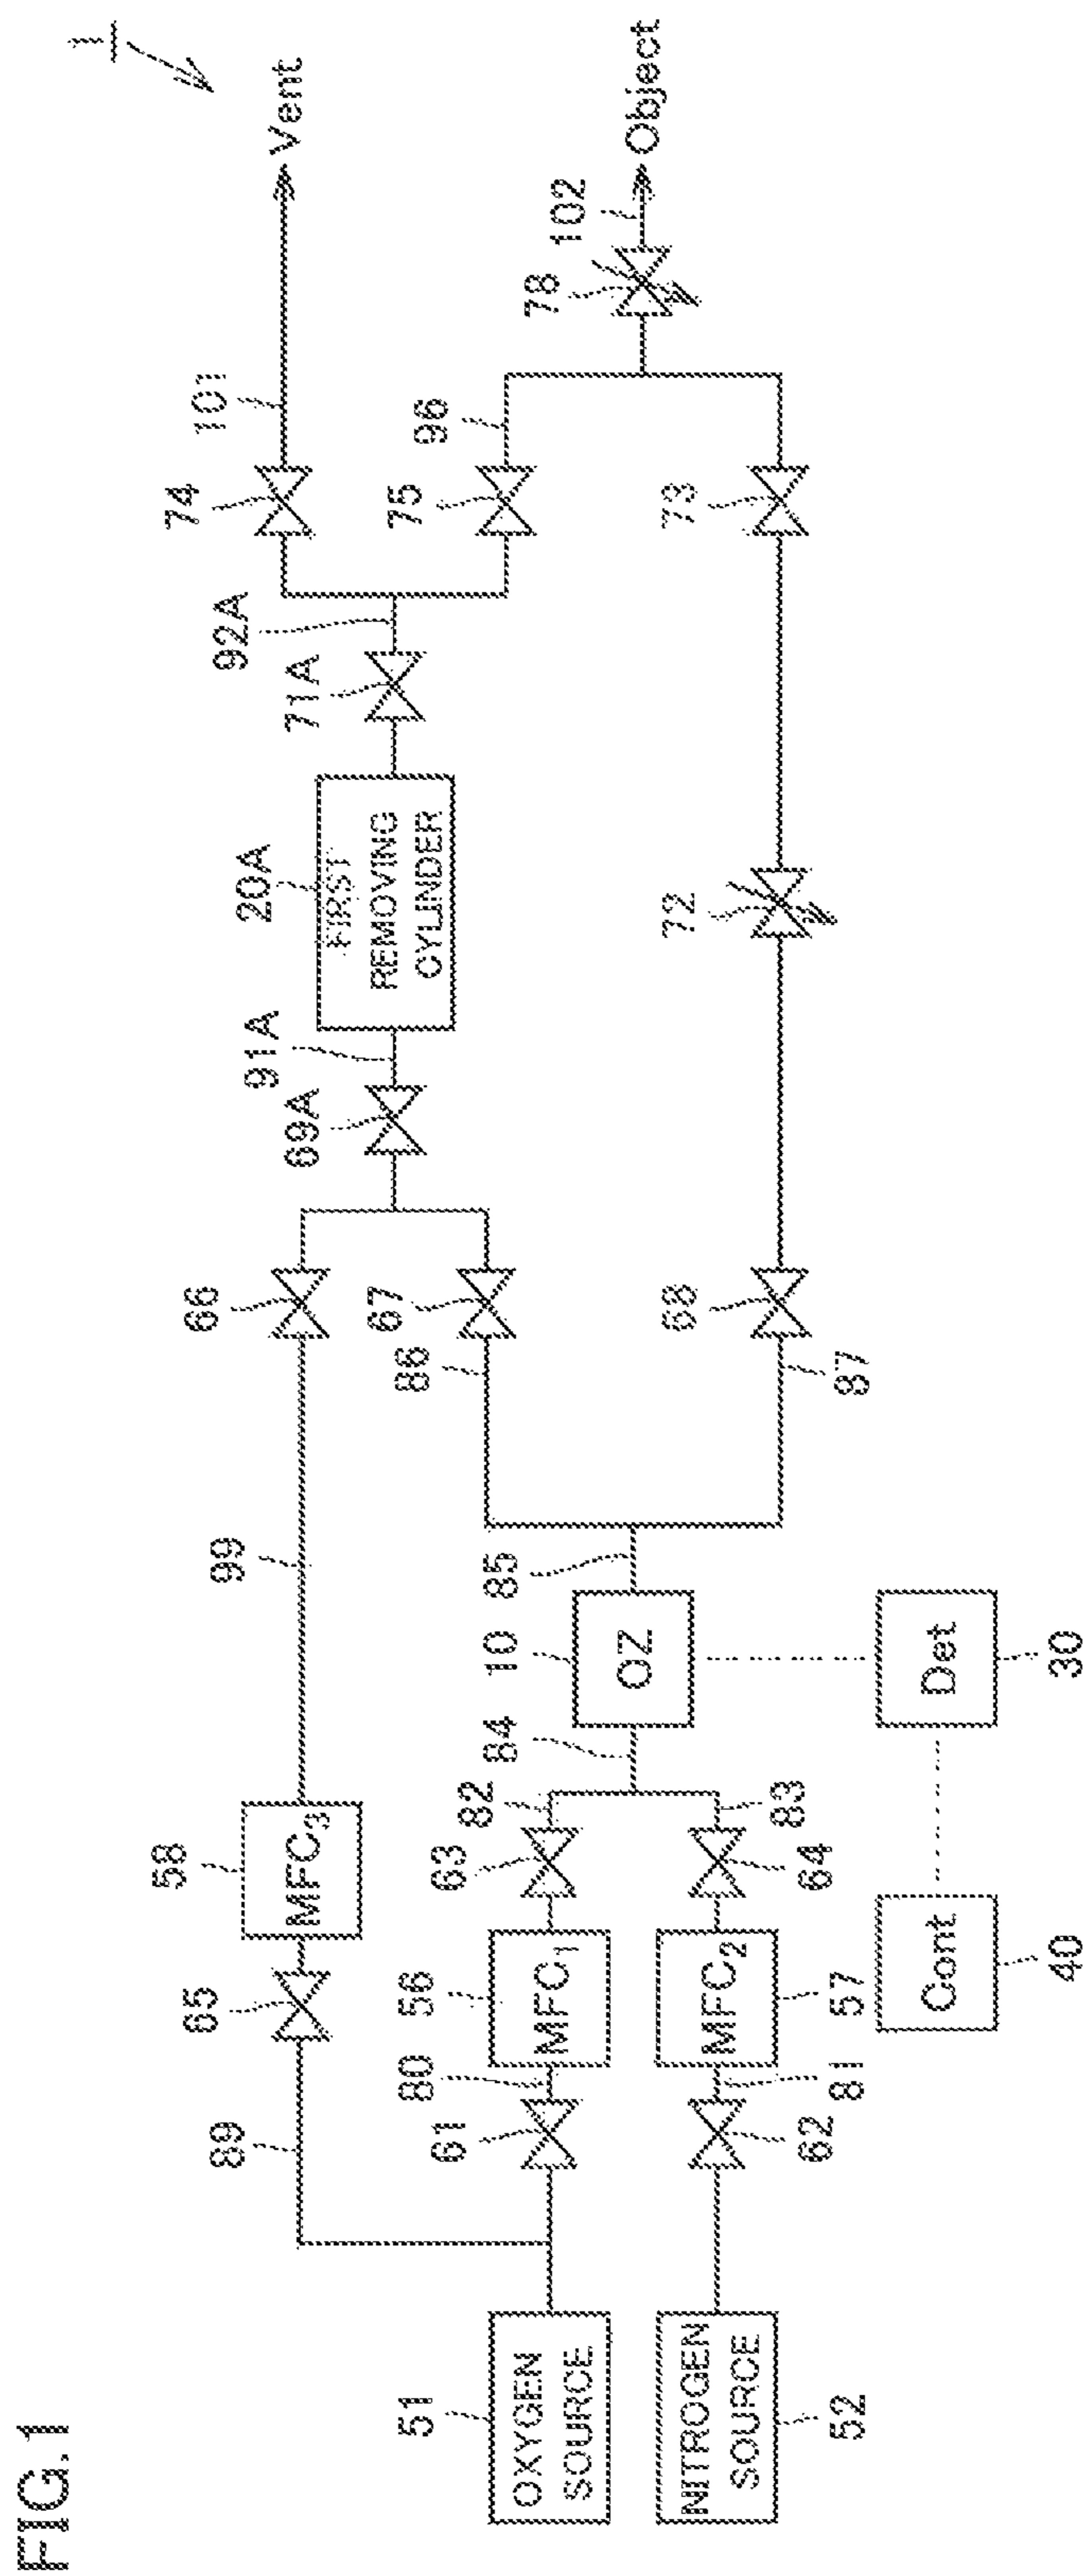 FIG.1
1
Vent
Object
101
102
74
75
96
78
73
92A
71A
20A
FIRST
REMOVING
CYLINDER
91A
69A
72
66
67
86
68
87
99
85
10
OZ
84
Det
30
58
MFC3
82
63
83
64
65
56
MFC1
57
MFC2
Cont
40
89
80
61
81
62
51
OXYGEN
SOURCE
NITROGEN
SOURCE
52